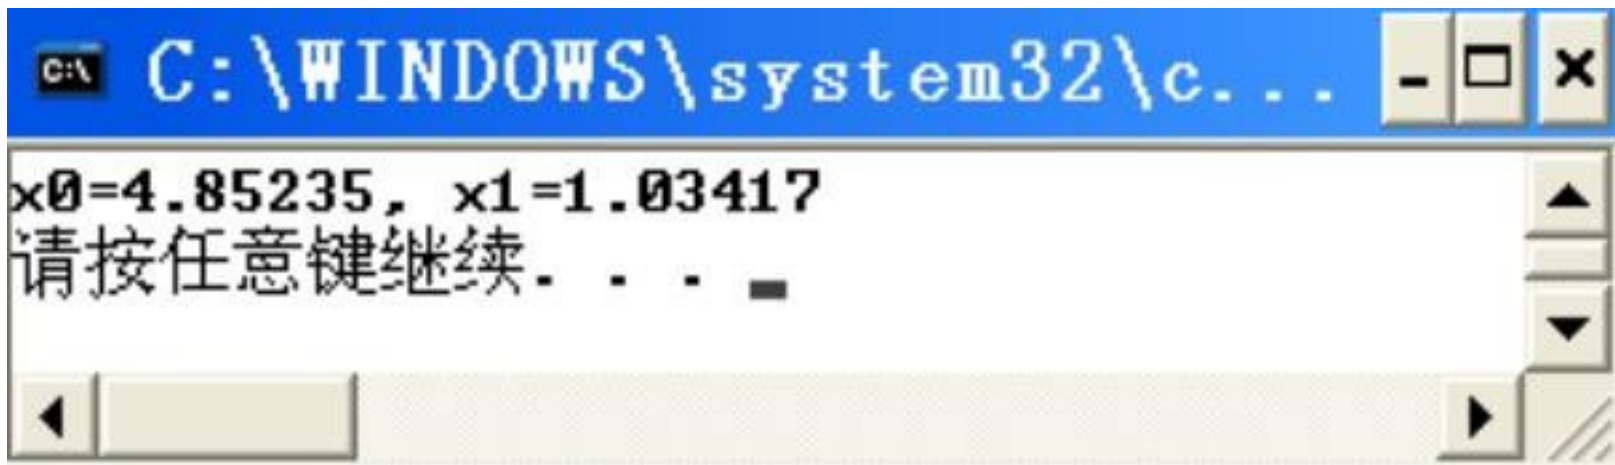 C:\ C:\WINDOWS\system32\c...
x0=4.85235, x1=1.03417
请按任意键继续. . .